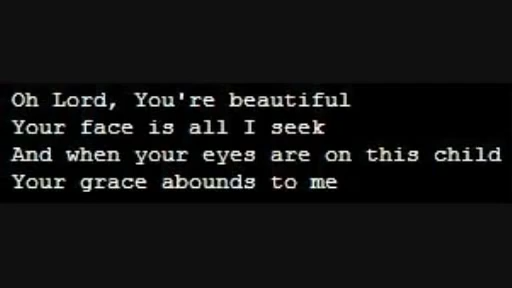 Oh Lord, You're beautiful
Your face is all I seek
And when your eyes are on this child
Your grace abounds to me